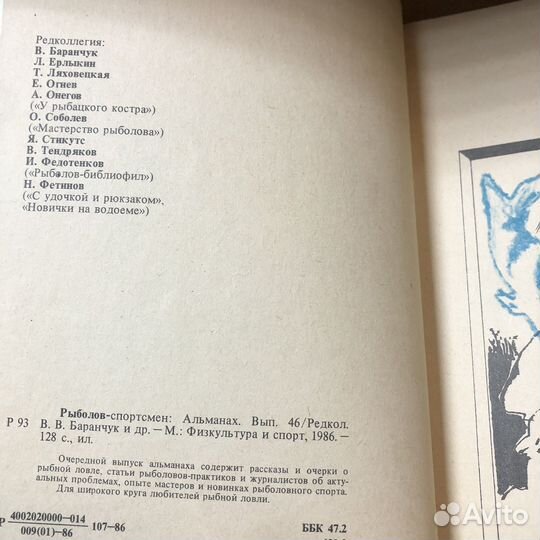 Редколлегия:
В. Баранчук
Л. Ерлыкин
Т. Ляховецкая
Е. Огнев
А. Онегов
(«У рыбацкого костра»)
О. Соболев
(«Мастерство рыболова»)
Я. Стикутс
В. Тендряков
И. Федотенков
(«Рыболов-библиофил»)
Н. Фетинов
(«С удочкой и рюкзаком»,
«Новички на водоеме»)
Рыболов-спортсмен: Альманах. Вып. 46/Редкол.
Р 93 В. В. Баранчук и др. — М.: Физкультура и спорт, 1986. —
128 с., ил.
Очередной выпуск альманаха содержит рассказы и очерки о
рыбной ловле, статьи рыболовов-практиков и журналистов об акту-
альных проблемах, опыте мастеров и новинках рыболовного спорта.
Для широкого круга любителей рыбной ловли.
Р 4002020000—014 107—86 ББК 47.2
009(01)—86
Avito